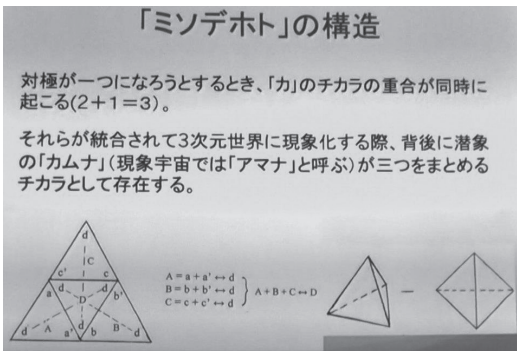 「ミソデホト」の構造
対極が一つになろうとするとき、「カ」のチカラの重合が同時に
起こる(2＋1＝3)。
それらが統合されて3次元世界に現象化する際、背後に潜象
の「カムナ」(現象宇宙では「アマナ」と呼ぶ)が三つをまとめる
チカラとして存在する。
d
C
c' c
a d d b'
D
d A a' d b B d
A=a+a'↔d
B=b+b'↔d
C=c+c'↔d
A+B+C↔D